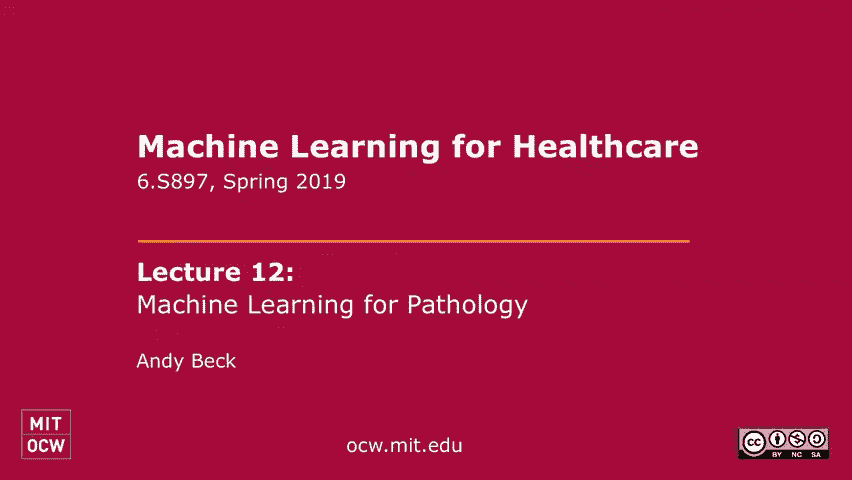 Machine Learning for Healthcare
6.S897, Spring 2019
Lecture 12:
Machine Learning for Pathology
Andy Beck
MIT
OCW
ocw.mit.edu
cc
BY NC SA